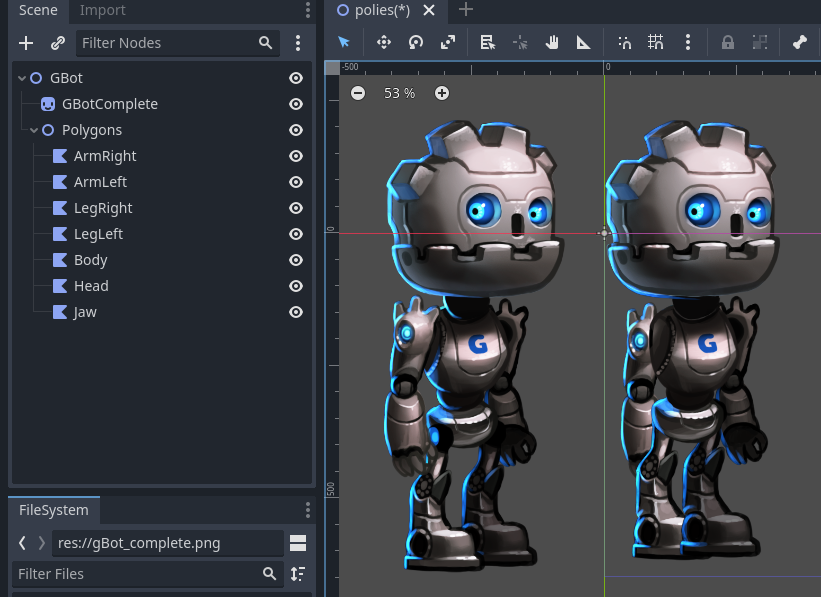 Scene Import
polies(*)
Filter Nodes
-500 0
GBot
53 %
GBotComplete
Polygons
ArmRight
ArmLeft
LegRight
0
LegLeft
Body
Head
Jaw
G G
500
FileSystem
res://gBot_complete.png
Filter Files